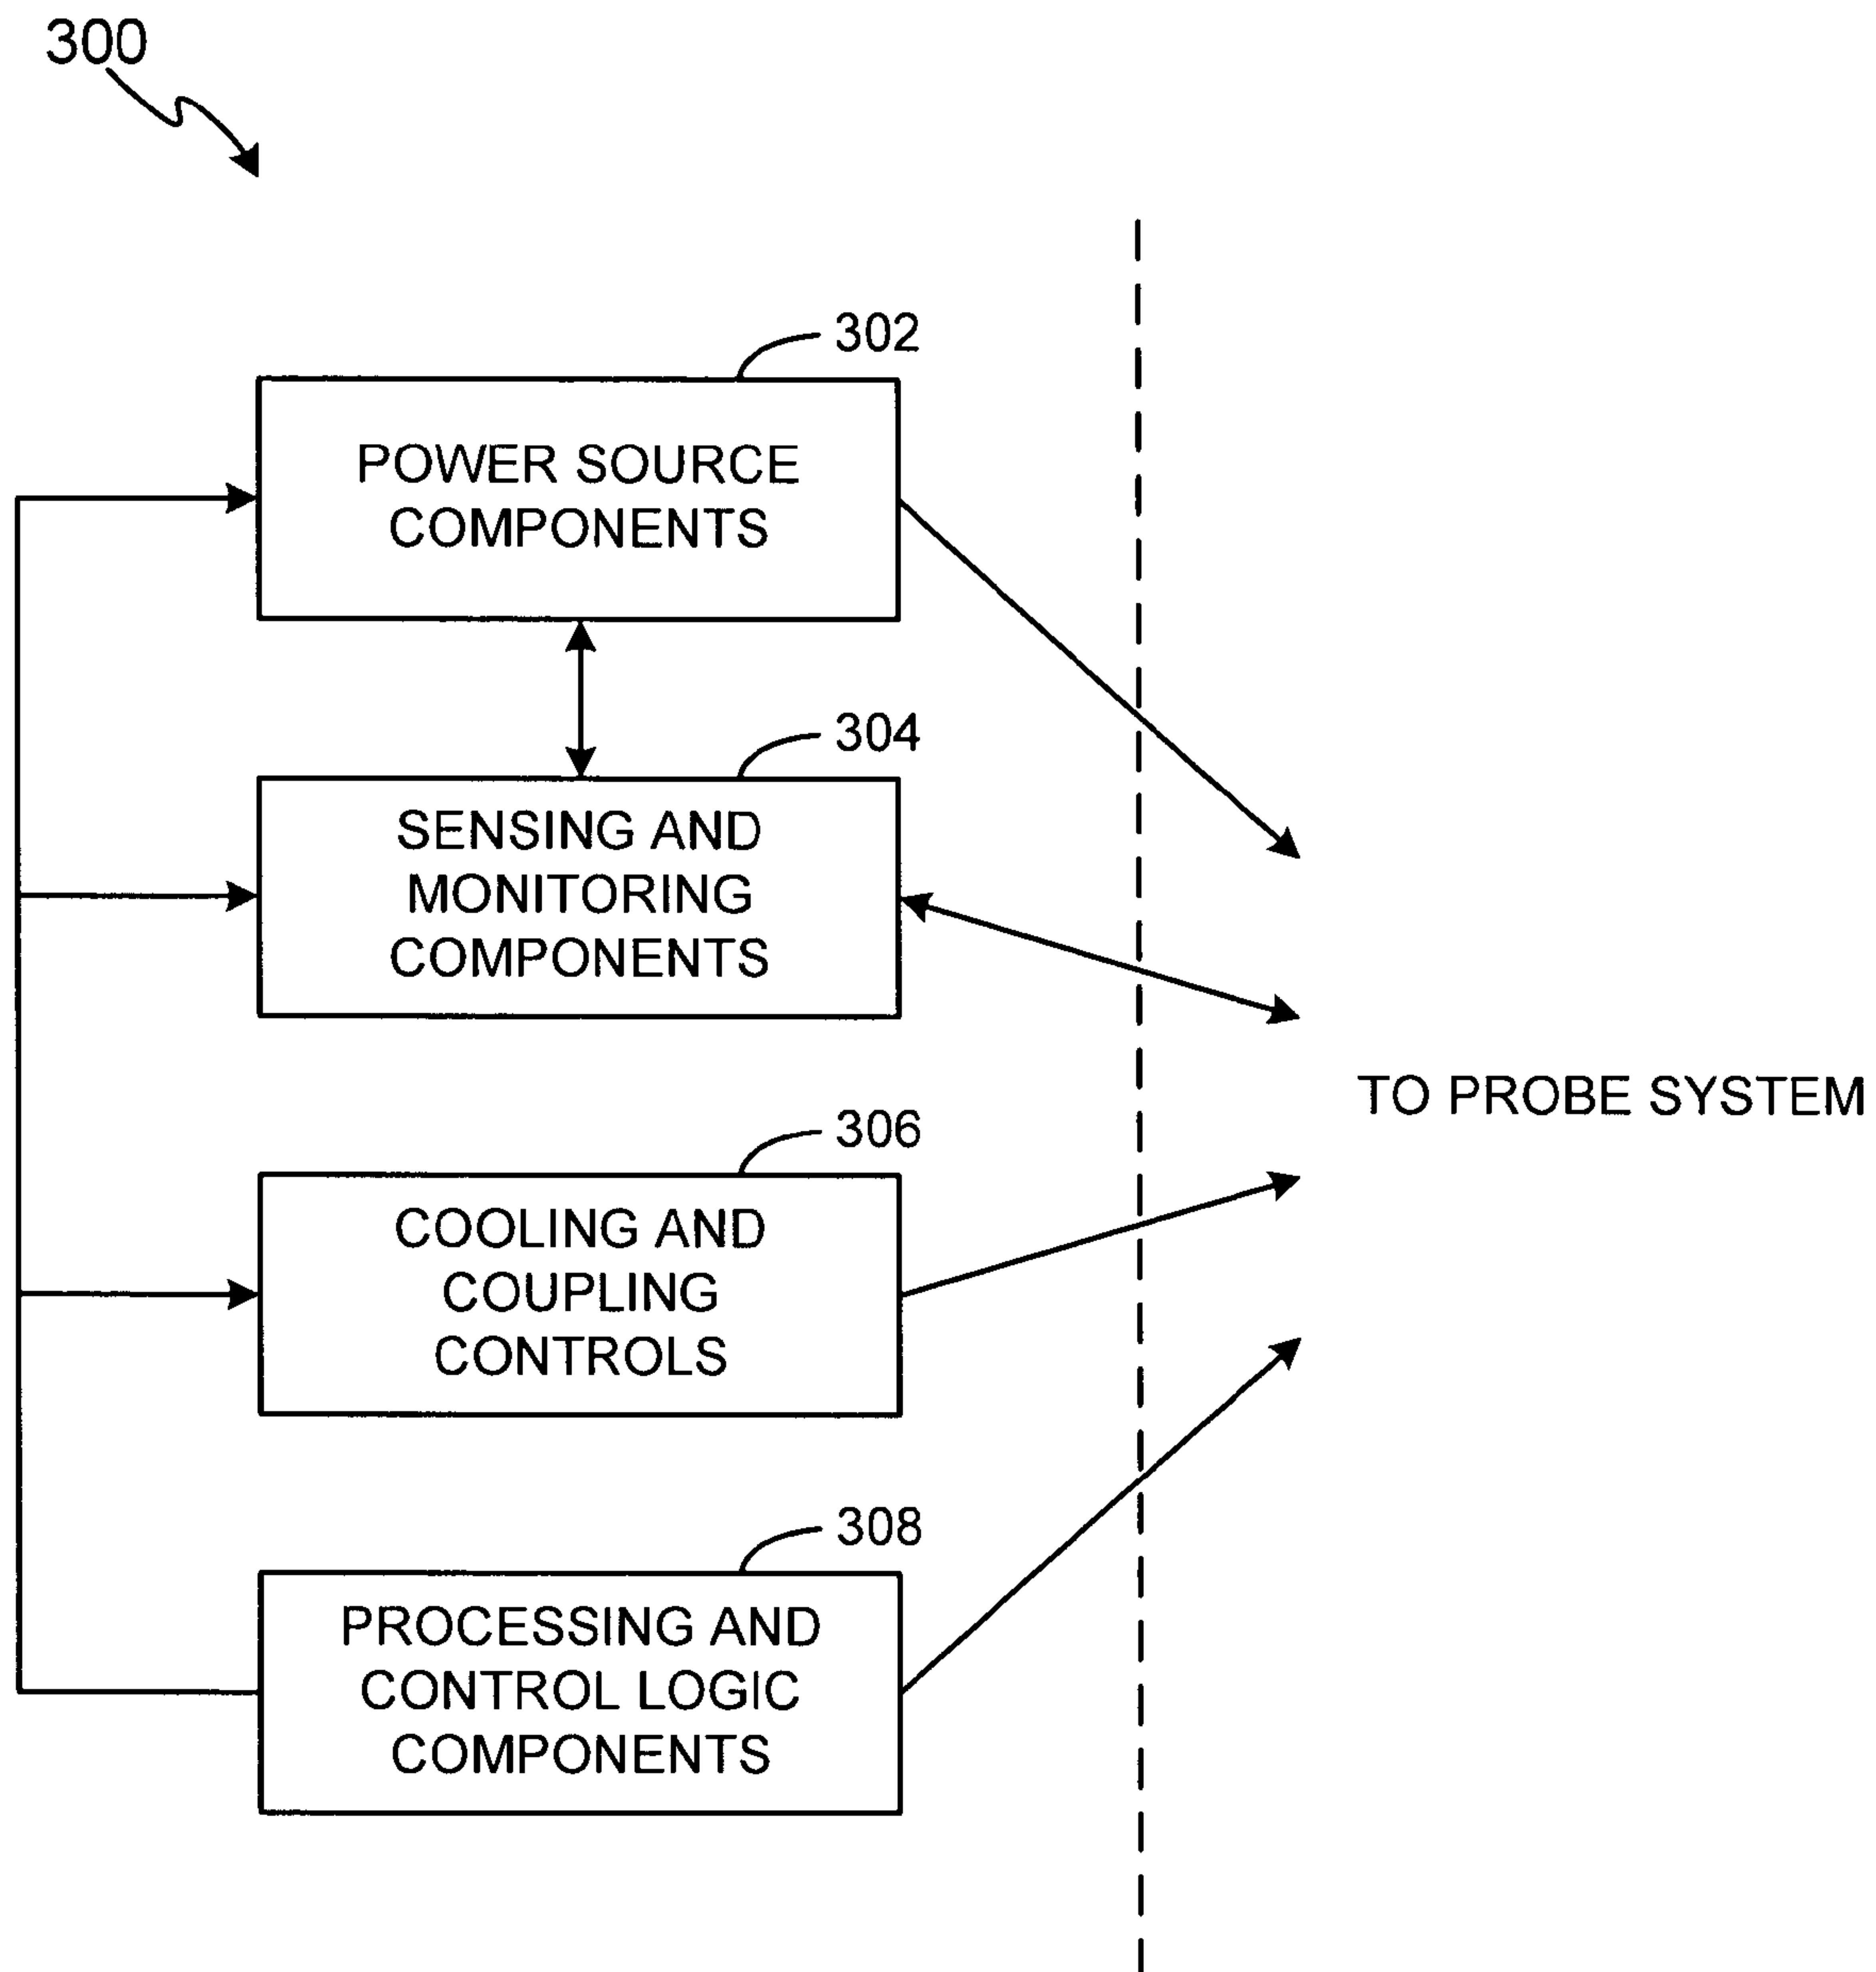 300
302
POWER SOURCE
COMPONENTS
304
SENSING AND
MONITORING
COMPONENTS
TO PROBE SYSTEM
306
COOLING AND
COUPLING
CONTROLS
308
PROCESSING AND
CONTROL LOGIC
COMPONENTS